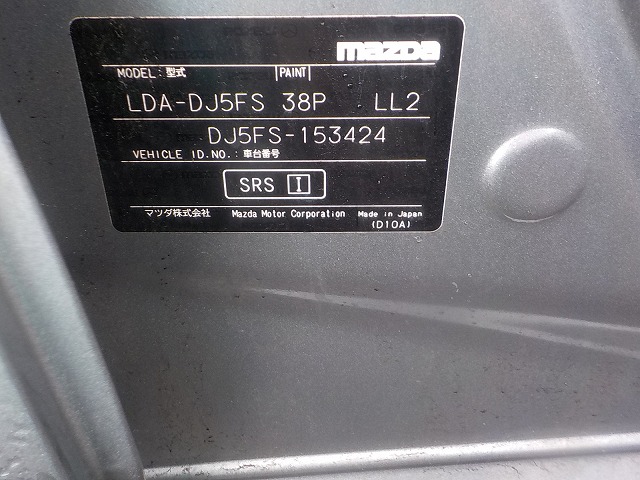 mazda
MODEL：型式 PAINT
LDA-DJ5FS 38P LL2
DJ5FS-153424
VEHICLE ID.NO.：車台番号
SRS I
マツダ株式会社 Mazda Motor Corporation Made in Japan
(D10A)